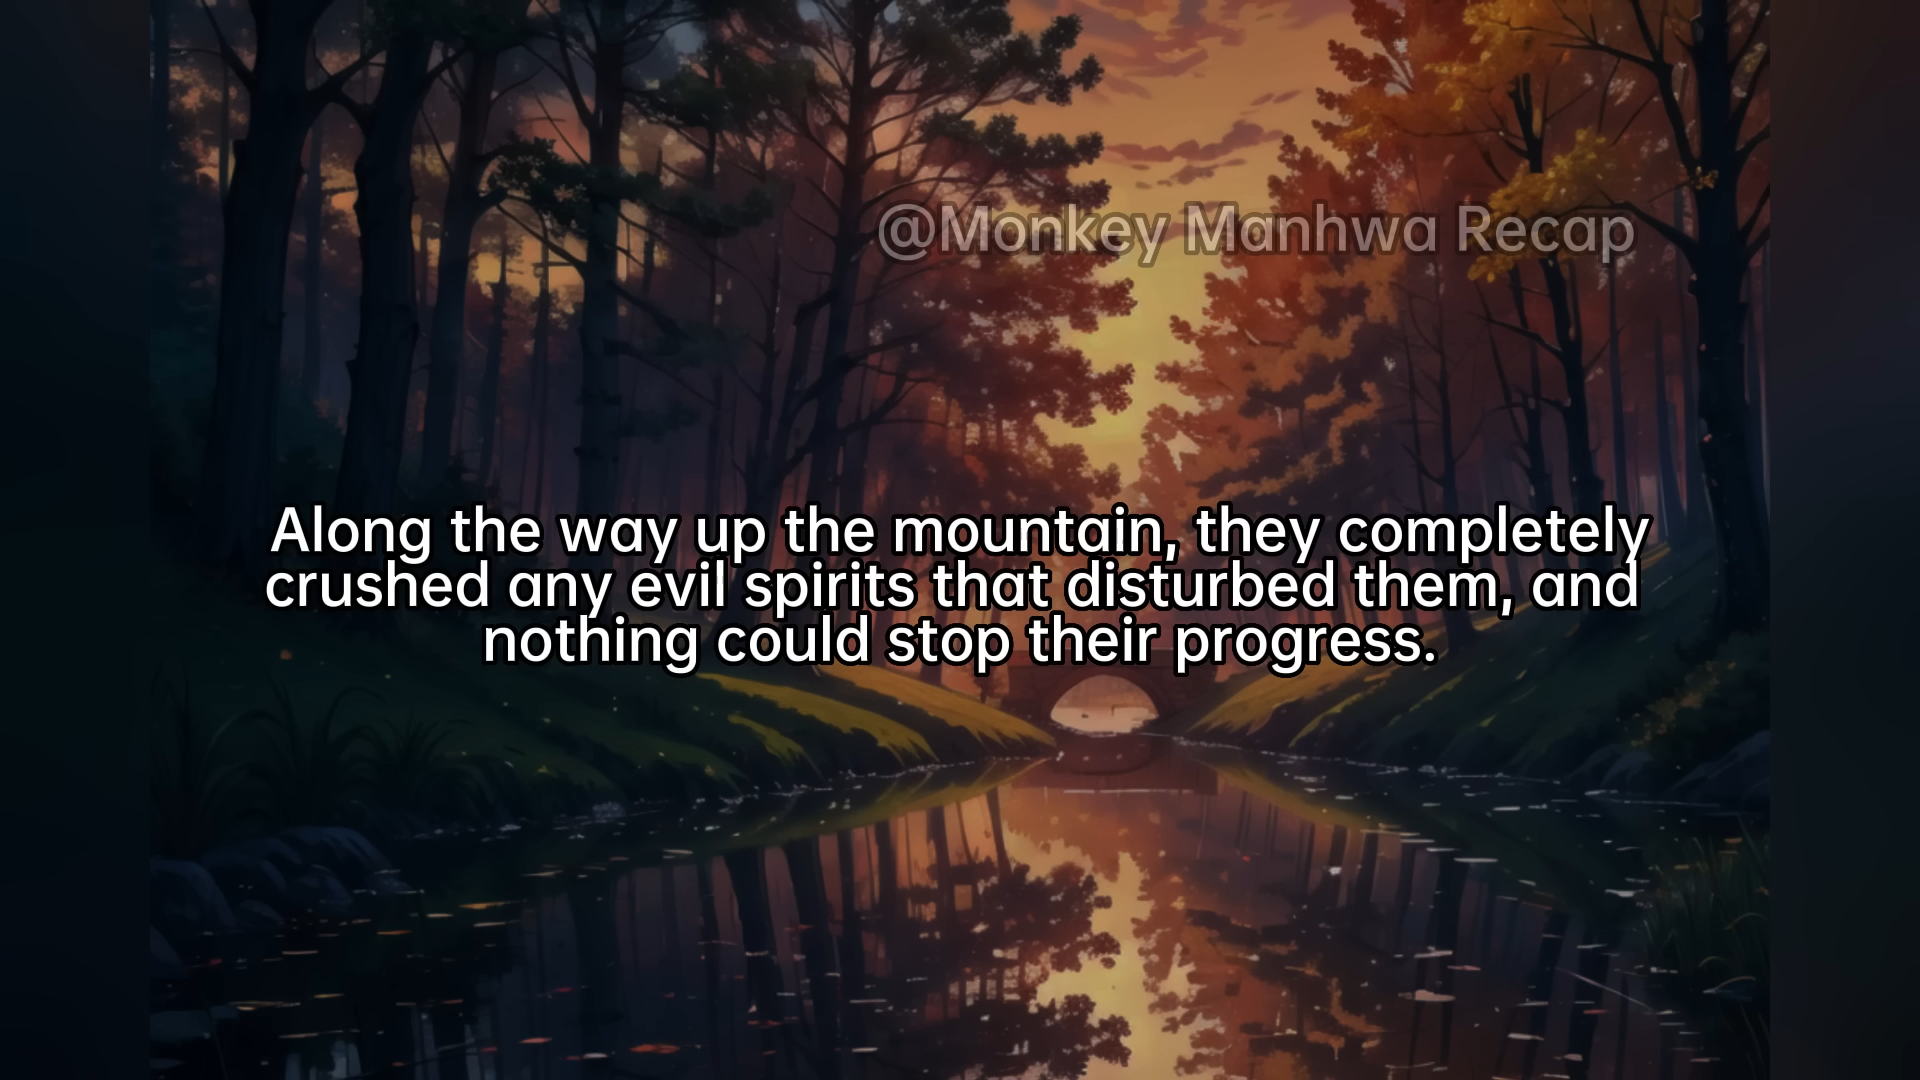 @Monkey Manhwa Recap
Along the way up the mountain, they completely
crushed any evil spirits that disturbed them, and
nothing could stop their progress.